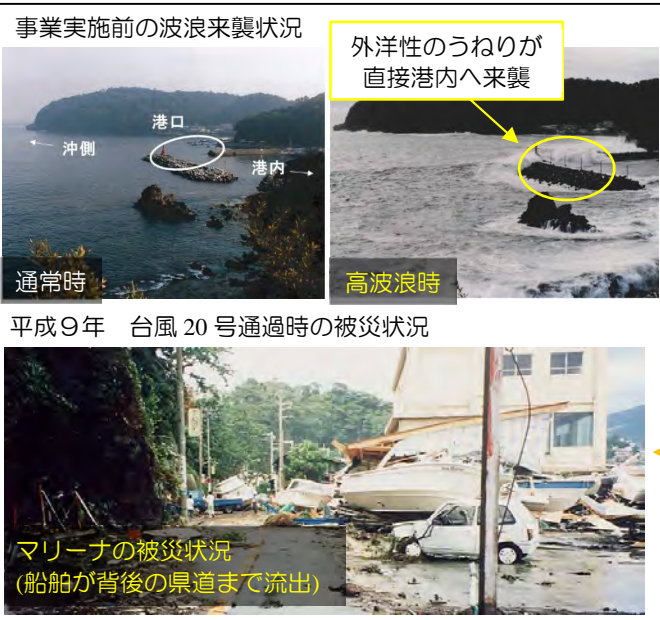 事業実施前の波浪来襲状況
外洋性のうねりが
直接港内へ来襲
港口
沖側
港内
通常時
高波浪時
平成９年　台風 20 号通過時の被災状況
マリーナの被災状況
(船舶が背後の県道まで流出)